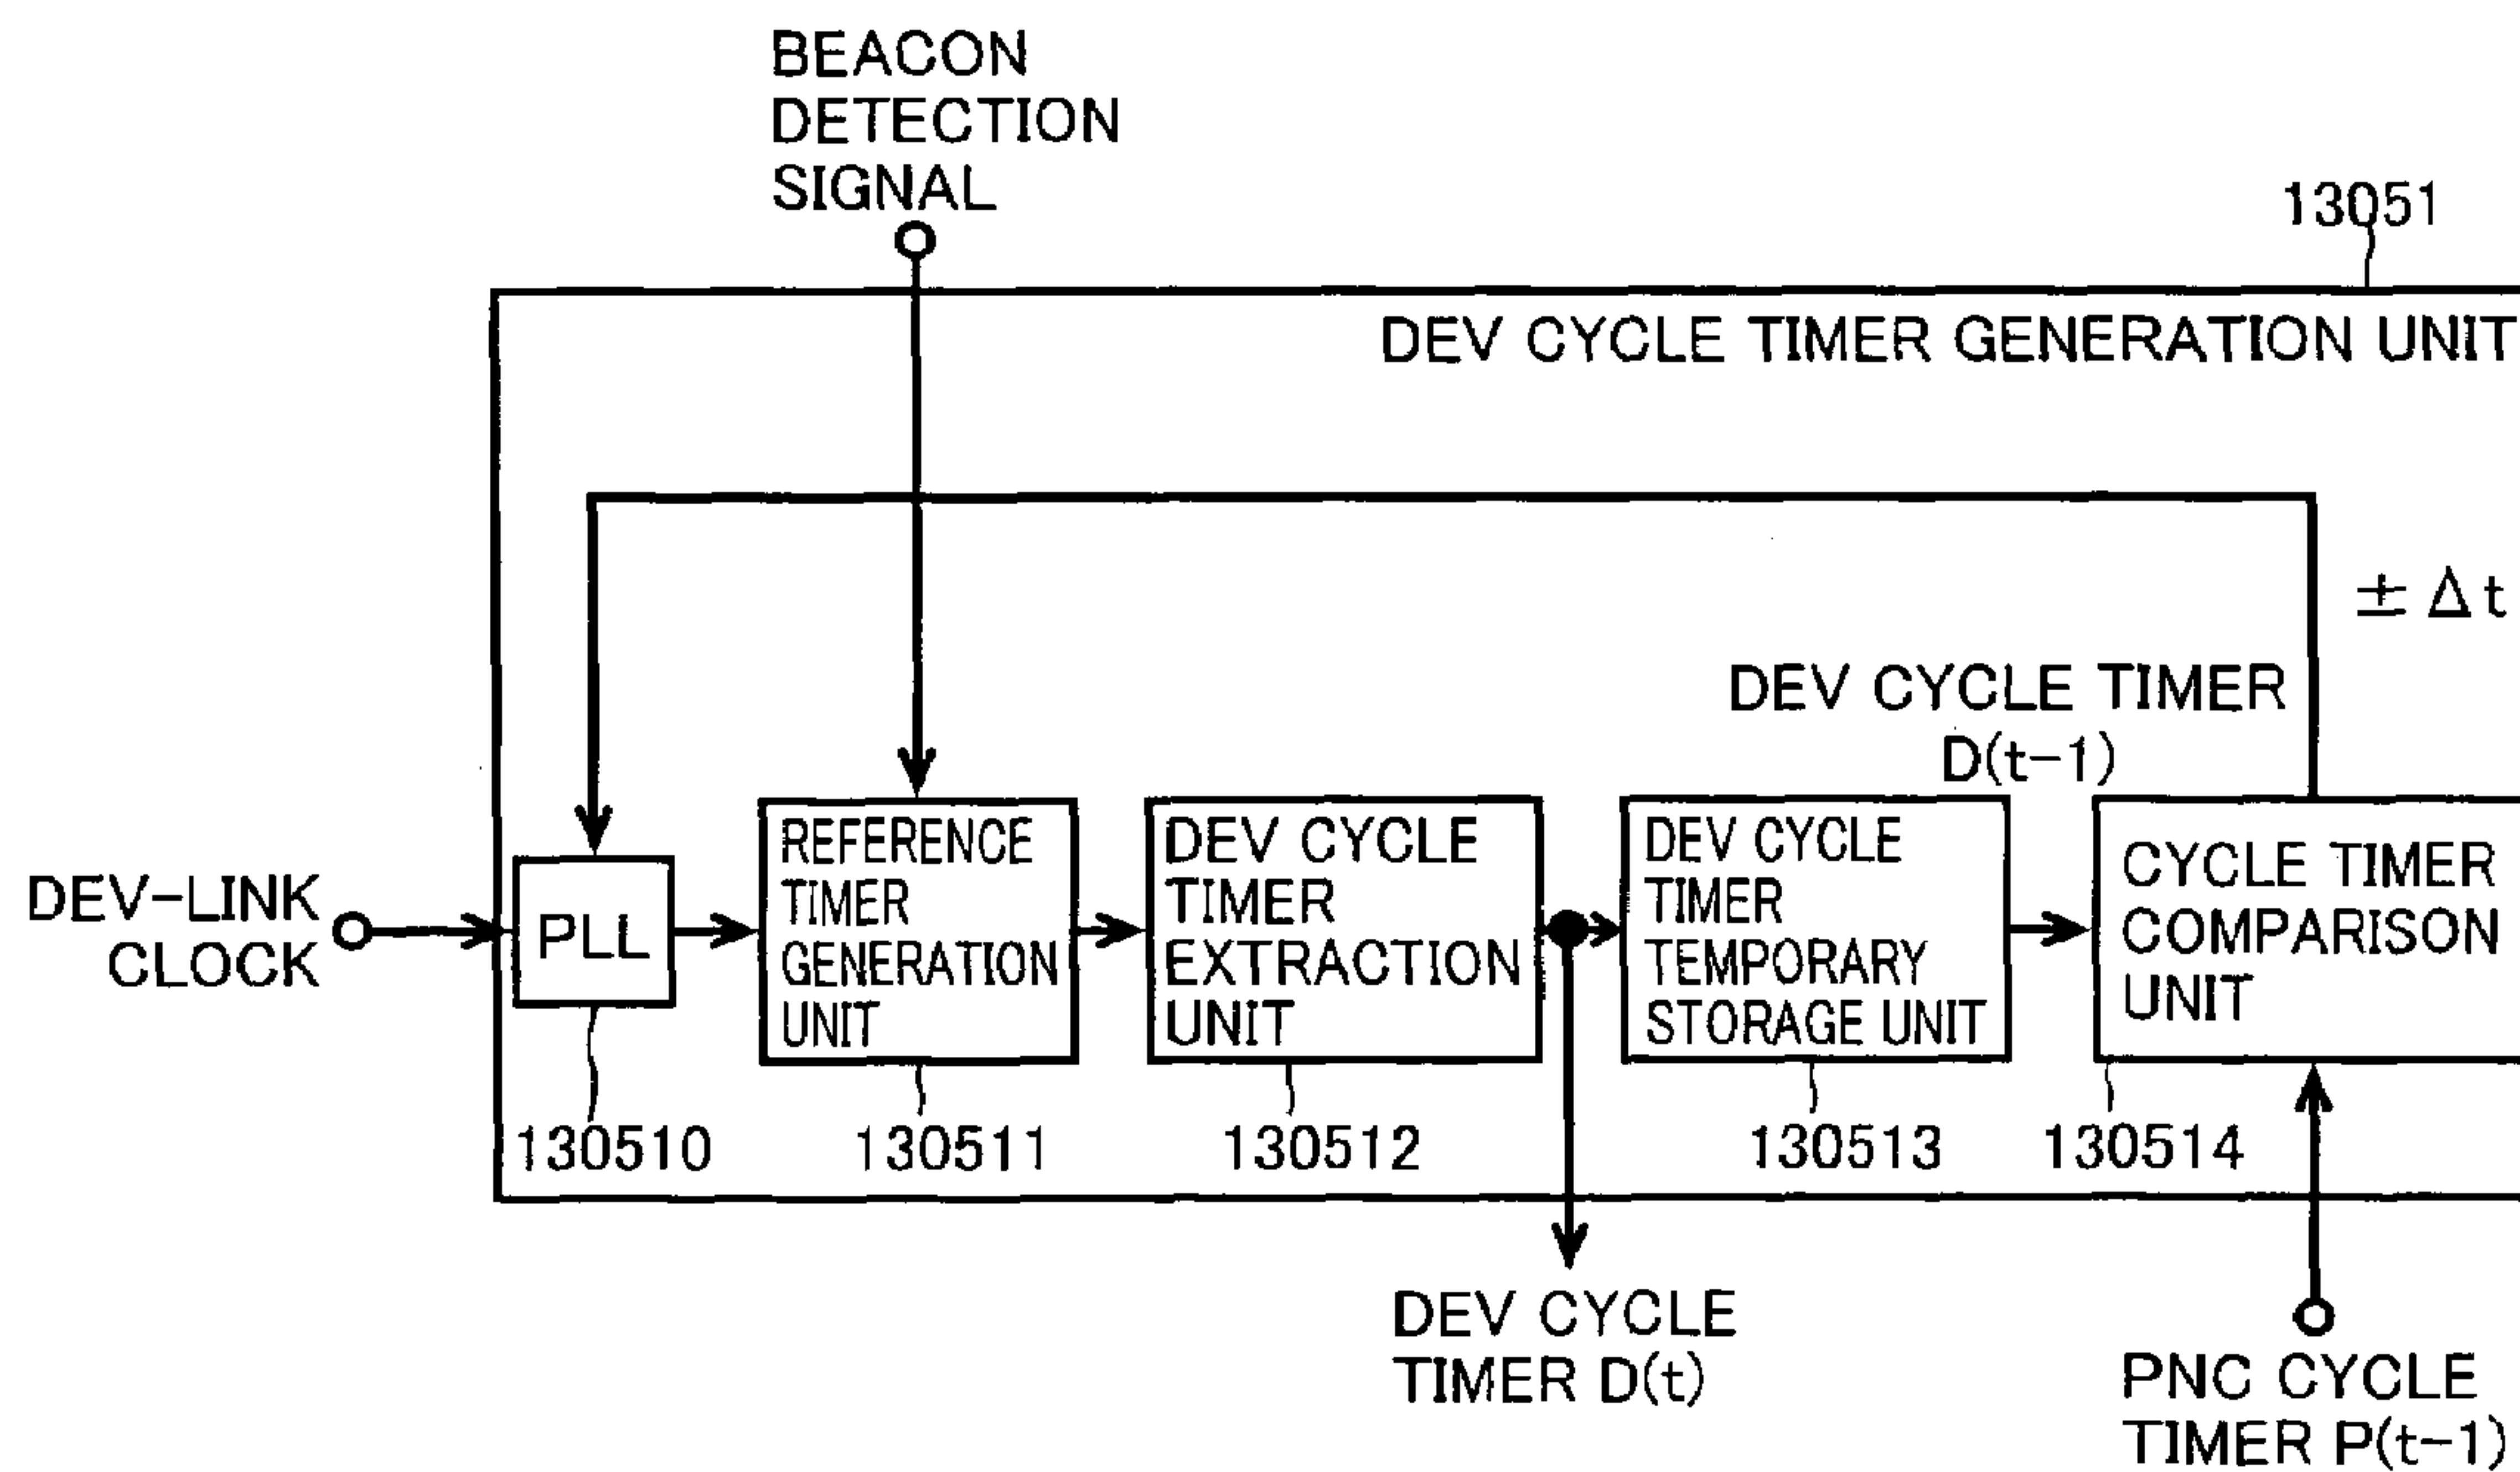 BEACON
DETECTION
SIGNAL
13051
DEV CYCLE TIMER GENERATION UNIT
± Δt
DEV CYCLE TIMER
D(t-1)
DEV-LINK
CLOCK
PLL
REFERENCE
TIMER
GENERATION
UNIT
DEV CYCLE
TIMER
EXTRACTION
UNIT
DEV CYCLE
TIMER
TEMPORARY
STORAGE UNIT
CYCLE TIMER
COMPARISON
UNIT
130510
130511
130512
130513
130514
DEV CYCLE
TIMER D(t)
PNC CYCLE
TIMER P(t-1)